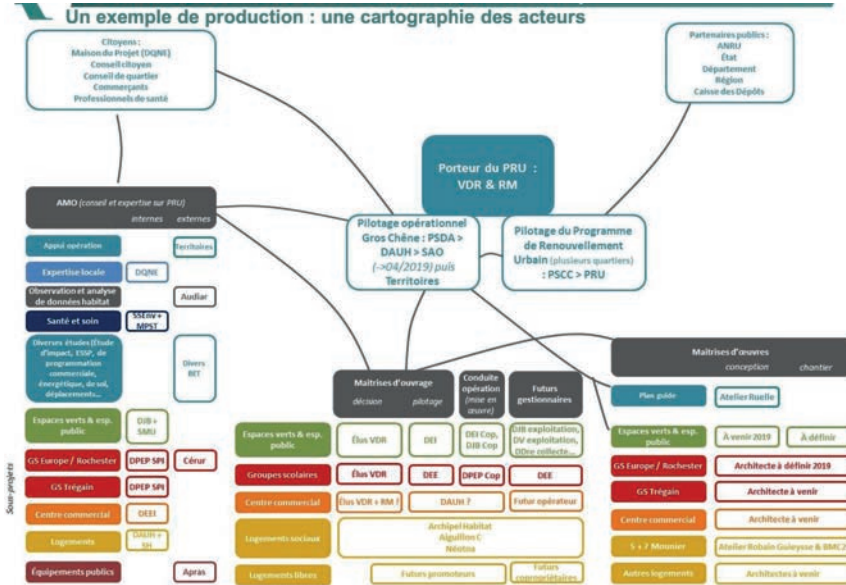 Un exemple de production : une cartographie des acteurs
Citoyens :
Maison du Projet (DQNE)
Conseil citoyen
Conseil de quartier
Commerçants
Professionnels de santé
Partenaires publics :
ANRU
État
Département
Région
Caisse des Dépôts
Porteur du PRU :
VDR & RM
Pilotage opérationnel
Gros Chêne : PSDA >
DAUH > SAO
(->04/2019) puis
Territoires
Pilotage du Programme
de Renouvellement
Urbain (plusieurs quartiers)
: PSCC > PRU
AMO (conseil et expertise sur PRU)
internes externes
Appui opération
Territoires
Expertise locale
DQNE
Observation et analyse
de données habitat
Audiar
Santé et soin
SSEnv +
MPST
Diverses études (Étude
d'impact, ESSP, de
programmation
commerciale,
énergétique, de sol,
déplacements...
Divers
BET
Sous-projets
Espaces verts & esp.
public
DJB +
SMU
GS Europe / Rochester
DPEP SPI
Cérur
GS Trégain
DPEP SPI
Centre commercial
DEEI
Logements
DAUH +
SH
Équipements publics
Apras
Maîtrises d'ouvrage
décision pilotage
Conduite
opération
(mise en
œuvre)
Futurs
gestionnaires
Espaces verts & esp.
public
Élus VDR
DEI
DEI Cop,
DJB Cop
DJB exploitation,
DV exploitation,
DDre collecte...
Groupes scolaires
Élus VDR
DEE
DPEP Cop
DEE
Centre commercial
Élus VDR + RM ?
DAUH ?
Futur opérateur
Logements sociaux
Archipel Habitat
Aiguillon C
Néotoa
Logements libres
Futurs promoteurs
Futurs
copropriétaires
Maîtrises d'œuvres
conception chantier
Plan guide
Atelier Ruelle
Espaces verts & esp.
public
À venir 2019
À définir
GS Europe / Rochester
Architecte à définir 2019
GS Trégain
Architecte à venir
Centre commercial
Architecte à venir
5 + 7 Mounier
Atelier Robain Guieysse & BMC2
Autres logements
Architectes à venir